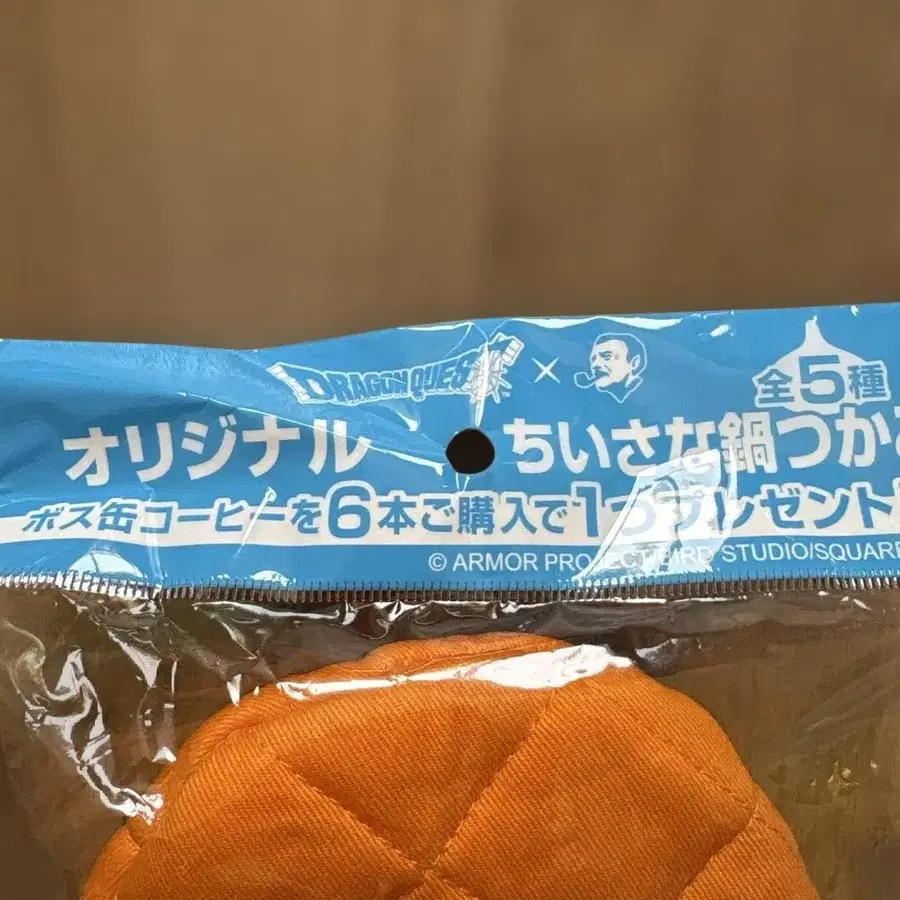 DRAGON QUEST™ ×
全5種
オリジナル ちいさな鍋つかみ
ボス缶コーヒーを6本ご購入で1つプレゼント
© ARMOR PROJECT/BIRD STUDIO/SQUARE